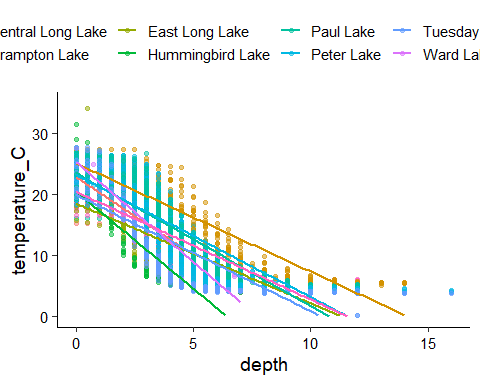 entral Long Lake East Long Lake Paul Lake Tuesday
rampton Lake Hummingbird Lake Peter Lake Ward La
temperature_C
30
20
10
0
0 5 10 15
depth